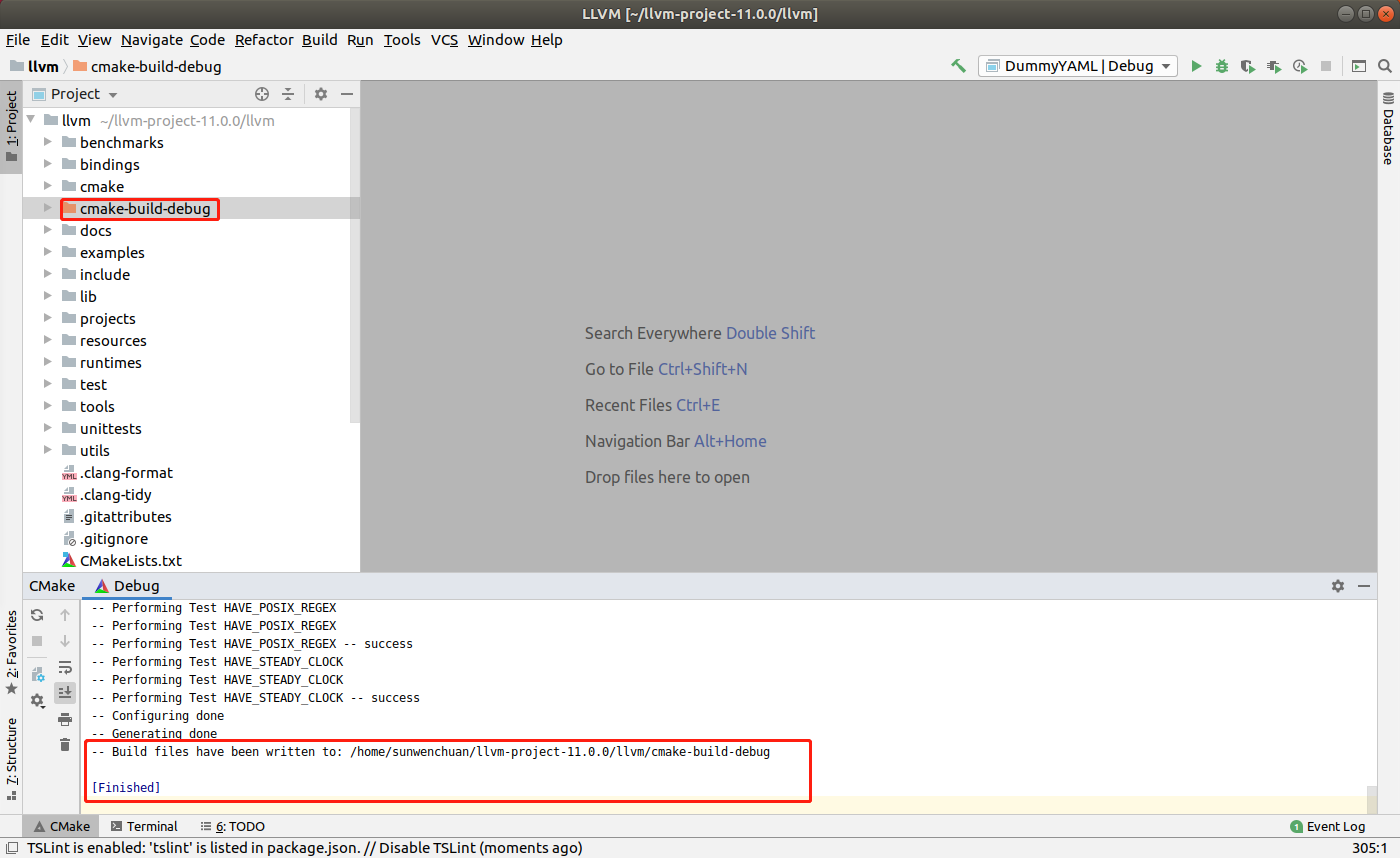 LLVM [~/llvm-project-11.0.0/llvm]
File Edit View Navigate Code Refactor Build Run Tools VCS Window Help
llvm cmake-build-debug
DummyYAML | Debug
1: Project
Project
llvm ~/llvm-project-11.0.0/llvm
benchmarks
bindings
cmake
cmake-build-debug
docs
examples
include
lib
projects
resources
runtimes
test
tools
unittests
utils
.clang-format
.clang-tidy
.gitattributes
.gitignore
CMakeLists.txt
Search Everywhere Double Shift
Go to File Ctrl+Shift+N
Recent Files Ctrl+E
Navigation Bar Alt+Home
Drop files here to open
Database
CMake Debug
-- Performing Test HAVE_POSIX_REGEX
-- Performing Test HAVE_POSIX_REGEX
-- Performing Test HAVE_POSIX_REGEX -- success
-- Performing Test HAVE_STEADY_CLOCK
-- Performing Test HAVE_STEADY_CLOCK
-- Performing Test HAVE_STEADY_CLOCK -- success
-- Configuring done
-- Generating done
-- Build files have been written to: /home/sunwenchuan/llvm-project-11.0.0/llvm/cmake-build-debug
[Finished]
2: Favorites
7: Structure
CMake Terminal 6: TODO
1 Event Log
TSLint is enabled: 'tslint' is listed in package.json. // Disable TSLint (moments ago)
305:1